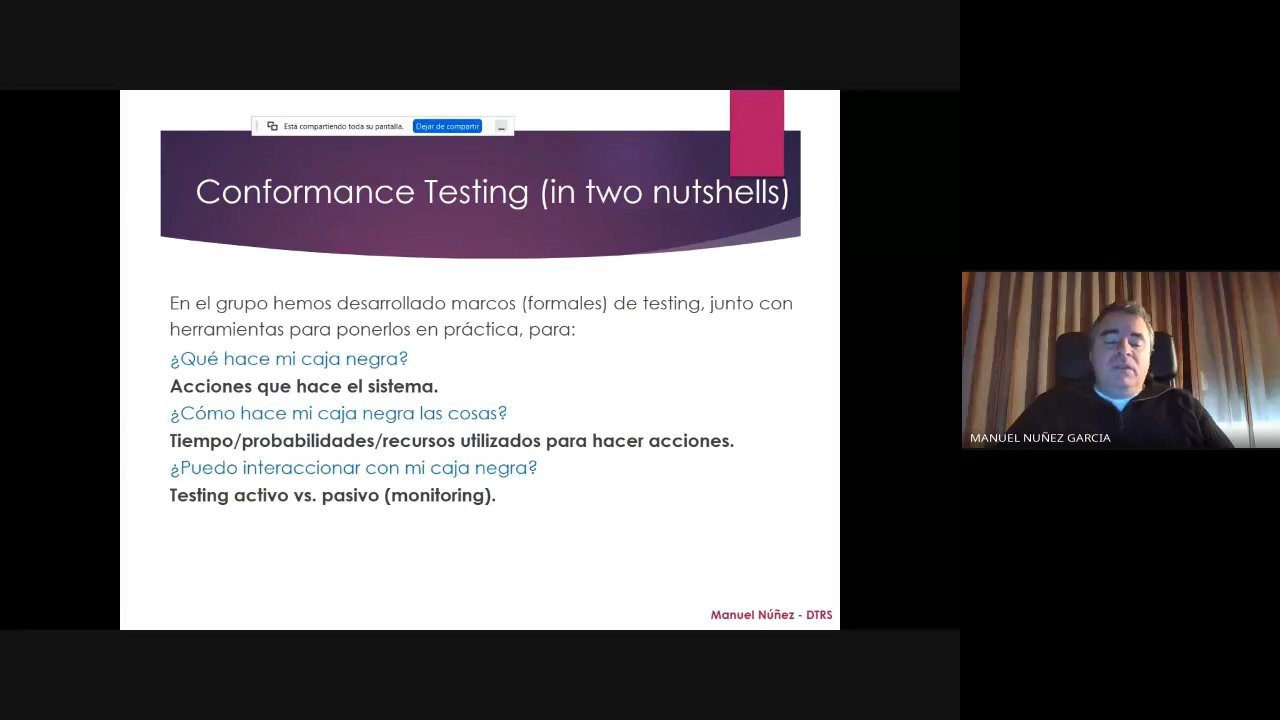 Está compartiendo toda su pantalla. Dejar de compartir
Conformance Testing (in two nutshells)
En el grupo hemos desarrollado marcos (formales) de testing, junto con
herramientas para ponerlos en práctica, para:
¿Qué hace mi caja negra?
Acciones que hace el sistema.
¿Cómo hace mi caja negra las cosas?
Tiempo/probabilidades/recursos utilizados para hacer acciones.
¿Puedo interaccionar con mi caja negra?
Testing activo vs. pasivo (monitoring).
Manuel Núñez - DTRS
MANUEL NUÑEZ GARCIA